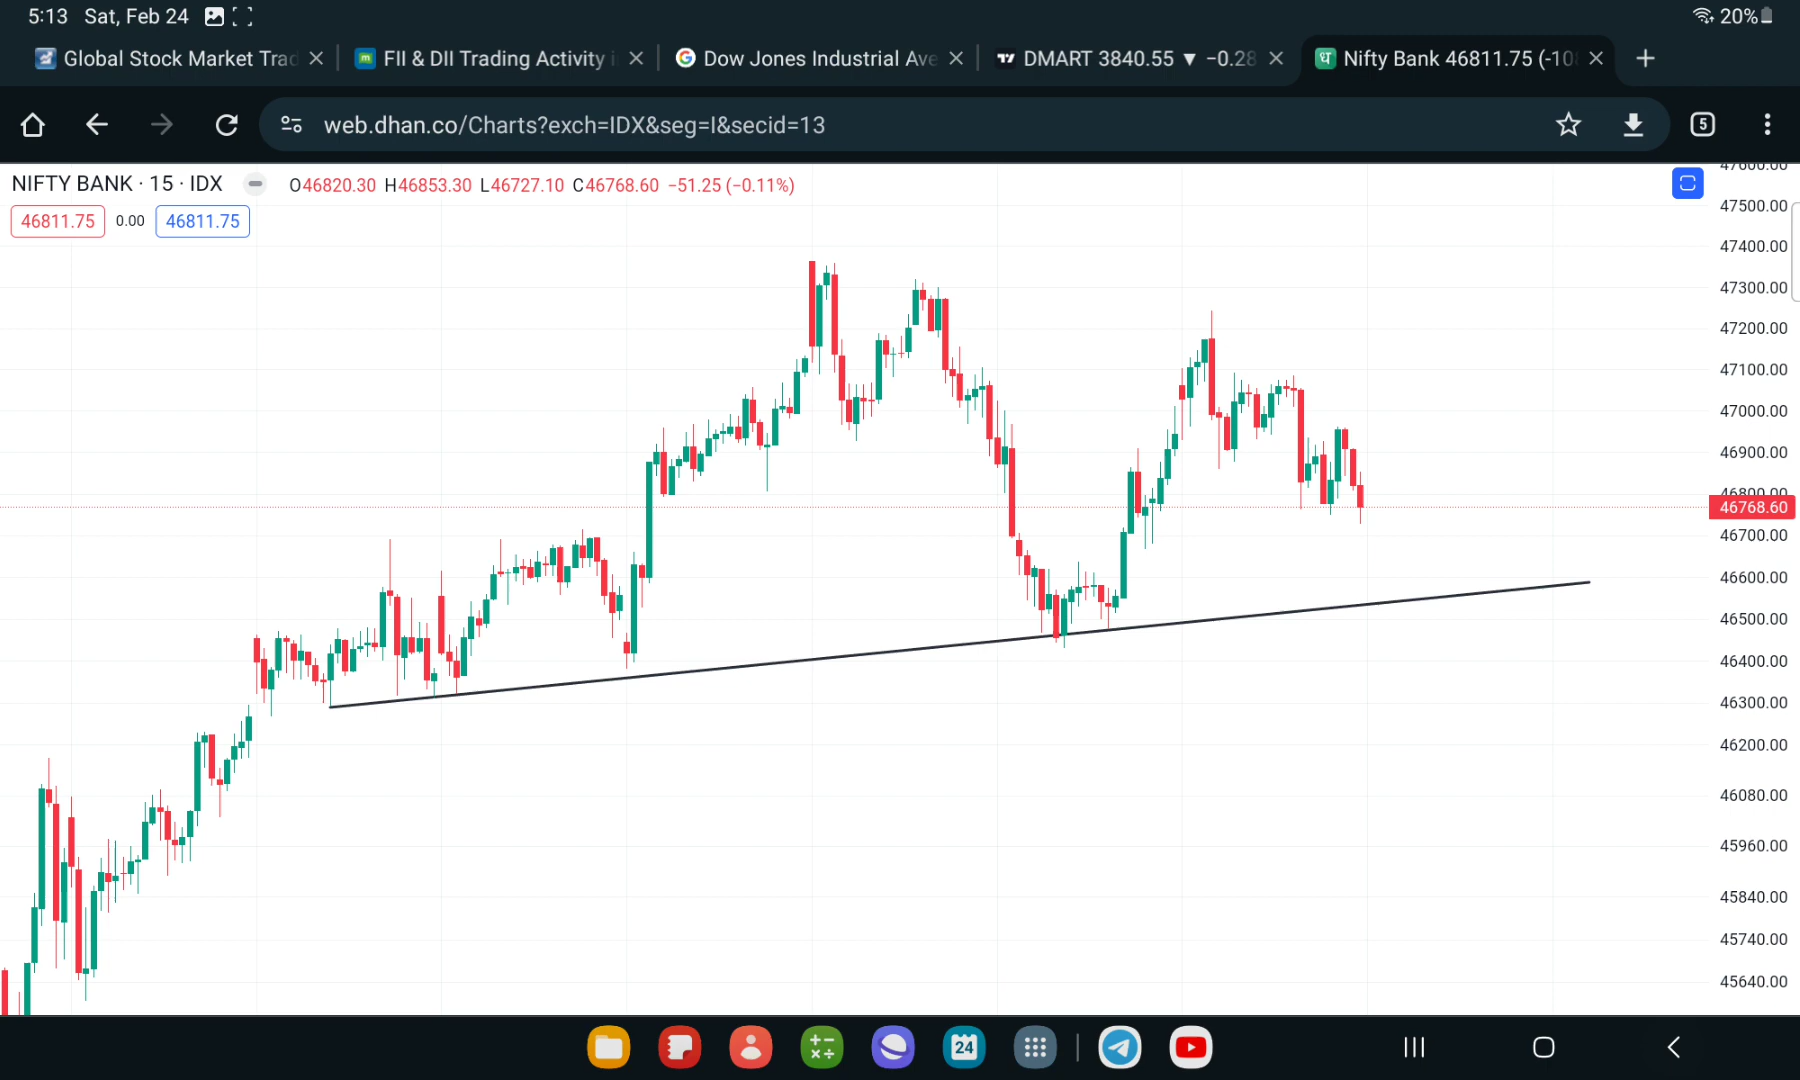 5:13 Sat, Feb 24 20%
Global Stock Market Trad
FII & DII Trading Activity i
Dow Jones Industrial Ave
DMART 3840.55 ▼ −0.28
Nifty Bank 46811.75 (-108
web.dhan.co/Charts?exch=IDX&seg=I&secid=13 5
NIFTY BANK · 15 · IDX O46820.30 H46853.30 L46727.10 C46768.60 −51.25 (−0.11%)
46811.75 0.00 46811.75
47600.00
47500.00
47400.00
47300.00
47200.00
47100.00
47000.00
46900.00
46800.00
46768.60
46700.00
46600.00
46500.00
46400.00
46300.00
46200.00
46080.00
45960.00
45840.00
45740.00
45640.00
24